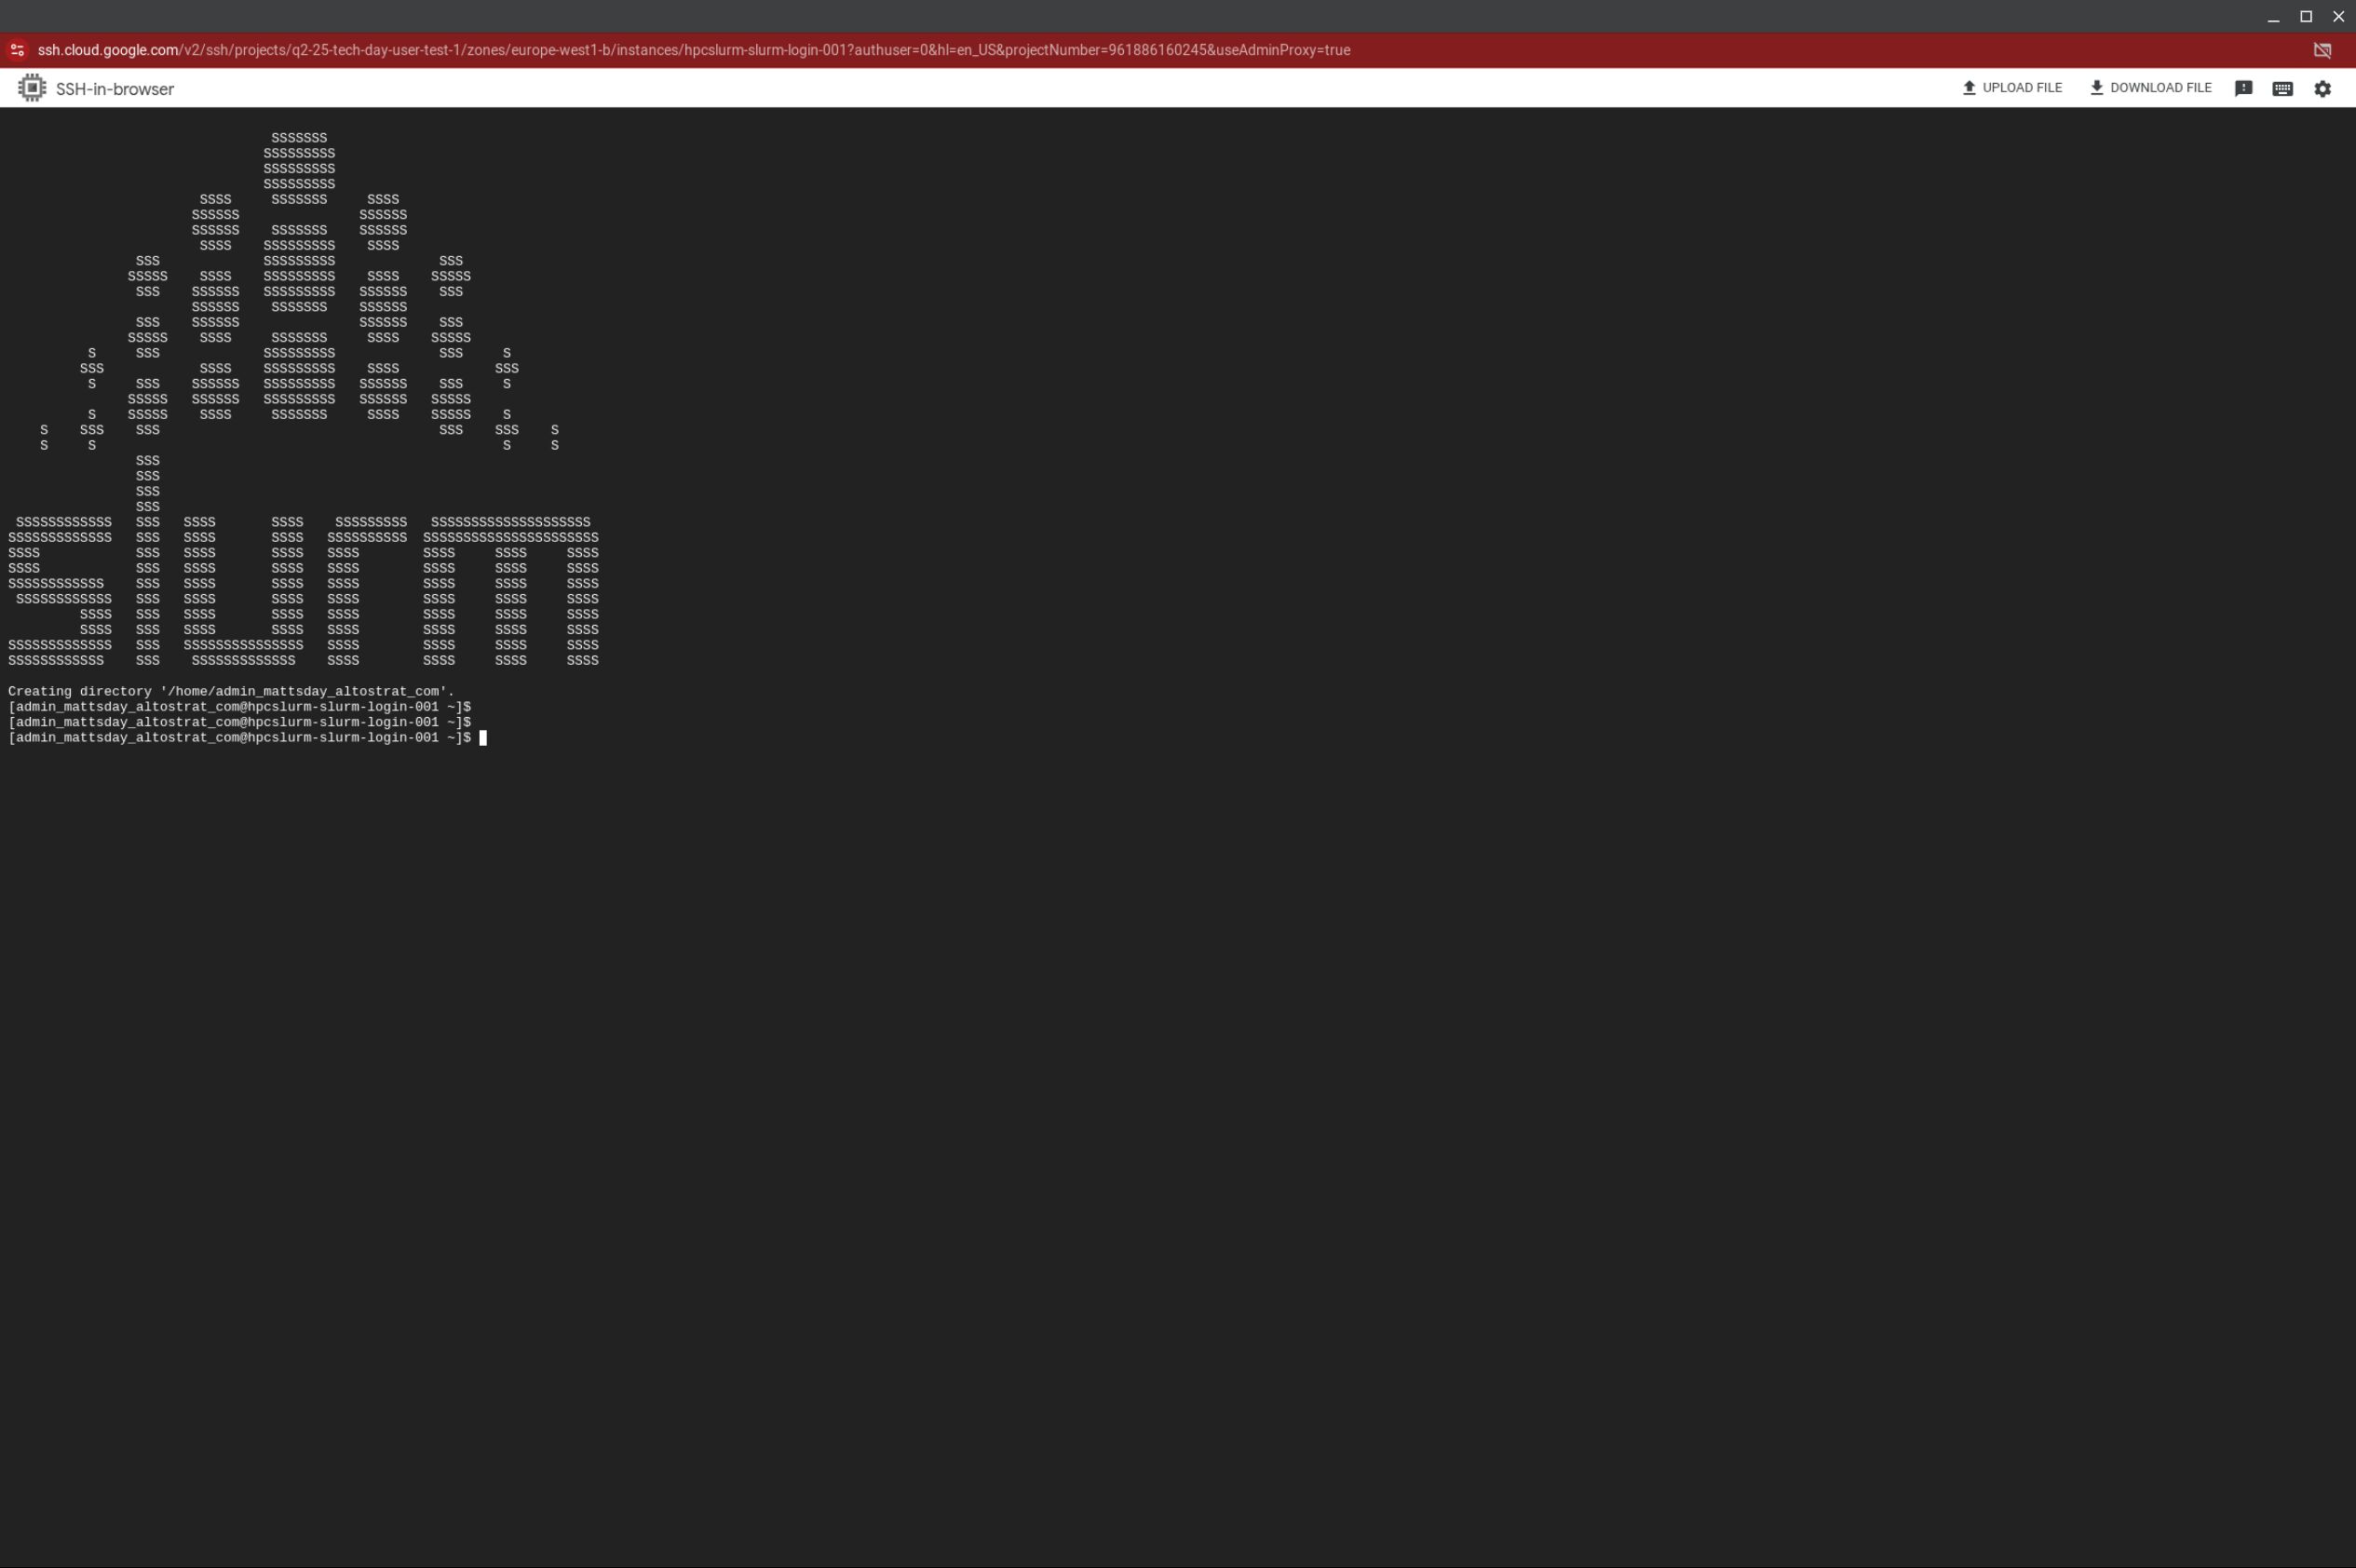 ssh.cloud.google.com/v2/ssh/projects/q2-25-tech-day-user-test-1/zones/europe-west1-b/instances/hpcslurm-slurm-login-001?authuser=0&hl=en_US&projectNumber=961886160245&useAdminProxy=true
SSH-in-browser
UPLOAD FILE
DOWNLOAD FILE
                                 SSSSSSS
                                SSSSSSSSS
                                SSSSSSSSS
                                SSSSSSSSS
                        SSSS     SSSSSSS     SSSS
                       SSSSSS               SSSSSS
                       SSSSSS    SSSSSSS    SSSSSS
                        SSSS    SSSSSSSSS    SSSS
                SSS             SSSSSSSSS             SSS
               SSSSS    SSSS    SSSSSSSSS    SSSS    SSSSS
                SSS    SSSSSS   SSSSSSSSS   SSSSSS    SSS
                       SSSSSS    SSSSSSS    SSSSSS
                SSS    SSSSSS               SSSSSS    SSS
               SSSSS    SSSS     SSSSSSS     SSSS    SSSSS
          S     SSS             SSSSSSSSS             SSS     S
         SSS            SSSS    SSSSSSSSS    SSSS            SSS
          S     SSS    SSSSSS   SSSSSSSSS   SSSSSS    SSS     S
               SSSSS   SSSSSS   SSSSSSSSS   SSSSSS   SSSSS
          S    SSSSS    SSSS     SSSSSSS     SSSS    SSSSS    S
    S    SSS    SSS                                   SSS    SSS   S
    S     S                                                   S     S
                SSS
                SSS
                SSS
                SSS
 SSSSSSSSSSSS   SSS   SSSS       SSSS    SSSSSSSSS   SSSSSSSSSSSSSSSSSSSS
SSSSSSSSSSSSS   SSS   SSSS       SSSS   SSSSSSSSSS  SSSSSSSSSSSSSSSSSSSSSS
SSSS            SSS   SSSS       SSSS   SSSS        SSSS     SSSS     SSSS
SSSS            SSS   SSSS       SSSS   SSSS        SSSS     SSSS     SSSS
SSSSSSSSSSSS    SSS   SSSS       SSSS   SSSS        SSSS     SSSS     SSSS
 SSSSSSSSSSSS   SSS   SSSS       SSSS   SSSS        SSSS     SSSS     SSSS
         SSSS   SSS   SSSS       SSSS   SSSS        SSSS     SSSS     SSSS
         SSSS   SSS   SSSS       SSSS   SSSS        SSSS     SSSS     SSSS
SSSSSSSSSSSSS   SSS   SSSSSSSSSSSSSSS   SSSS        SSSS     SSSS     SSSS
SSSSSSSSSSSS    SSS    SSSSSSSSSSSSS    SSSS        SSSS     SSSS     SSSS
Creating directory '/home/admin_mattsday_altostrat_com'.
[admin_mattsday_altostrat_com@hpcslurm-slurm-login-001 ~]$
[admin_mattsday_altostrat_com@hpcslurm-slurm-login-001 ~]$
[admin_mattsday_altostrat_com@hpcslurm-slurm-login-001 ~]$